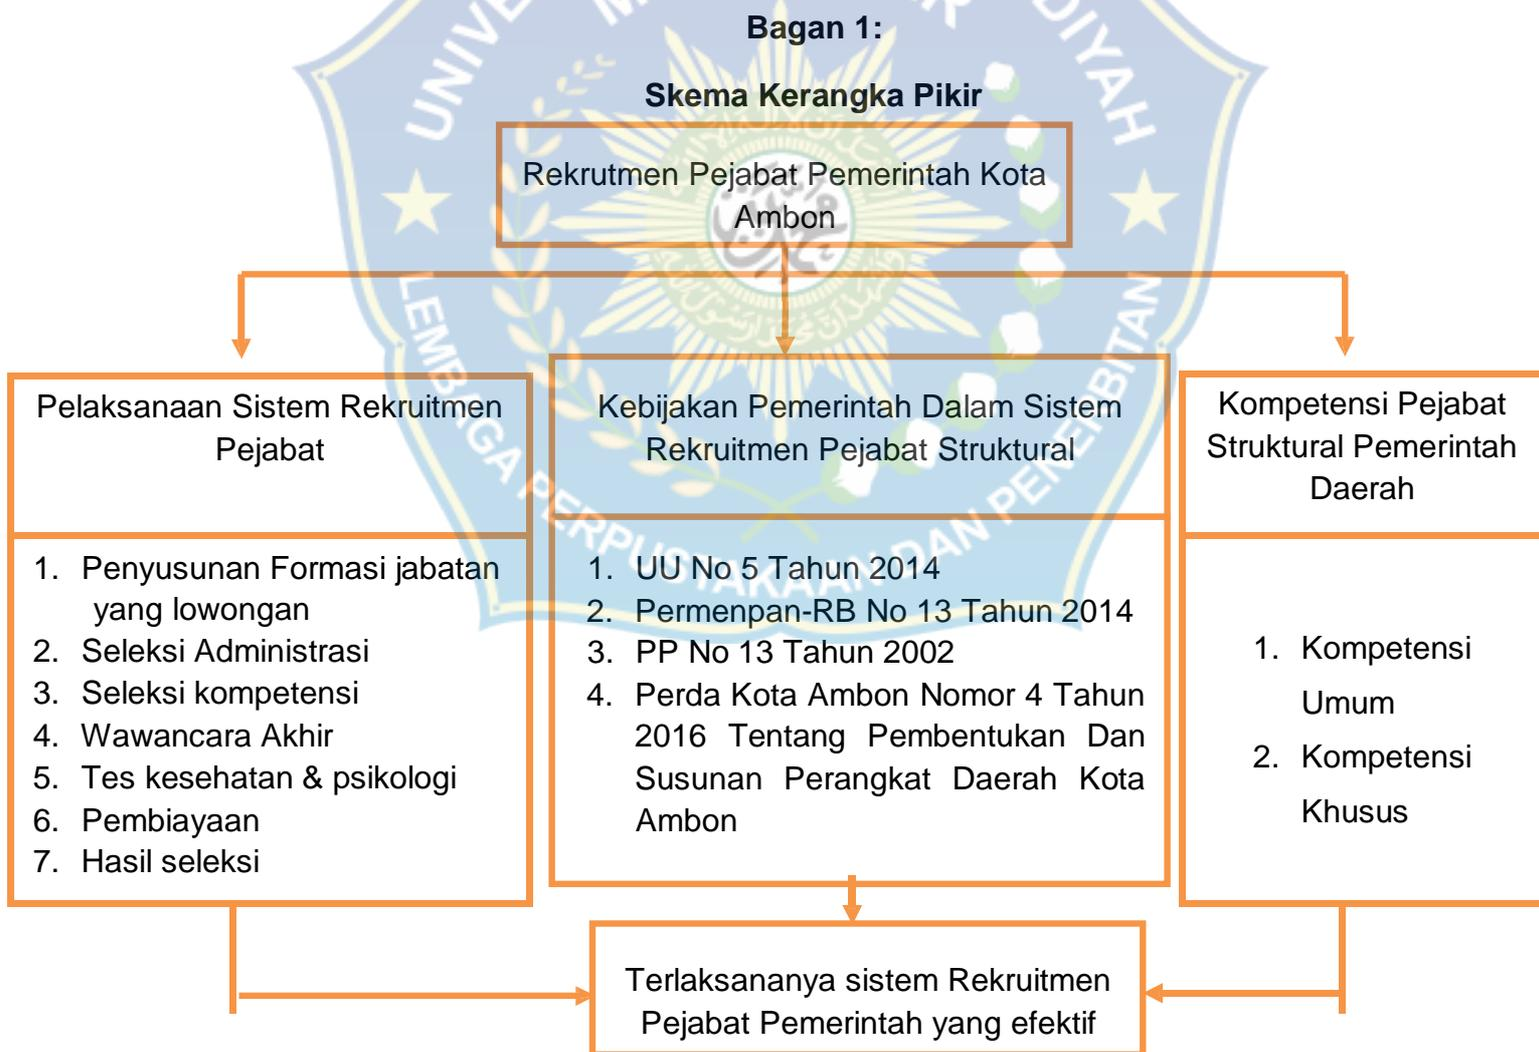 Bagan 1:
Skema Kerangka Pikir
Rekrutmen Pejabat Pemerintah Kota
Ambon
Pelaksanaan Sistem Rekruitmen
Pejabat
1. Penyusunan Formasi jabatan
yang lowongan
2. Seleksi Administrasi
3. Seleksi kompetensi
4. Wawancara Akhir
5. Tes kesehatan & psikologi
6. Pembiayaan
7. Hasil seleksi
Kebijakan Pemerintah Dalam Sistem
Rekruitmen Pejabat Struktural
1. UU No 5 Tahun 2014
2. Permenpan-RB No 13 Tahun 2014
3. PP No 13 Tahun 2002
4. Perda Kota Ambon Nomor 4 Tahun
2016 Tentang Pembentukan Dan
Susunan Perangkat Daerah Kota
Ambon
Kompetensi Pejabat
Struktural Pemerintah
Daerah
1. Kompetensi
Umum
2. Kompetensi
Khusus
Terlaksananya sistem Rekruitmen
Pejabat Pemerintah yang efektif
LEMBAGA PERPUSTAKAAN DAN PENERBITAN